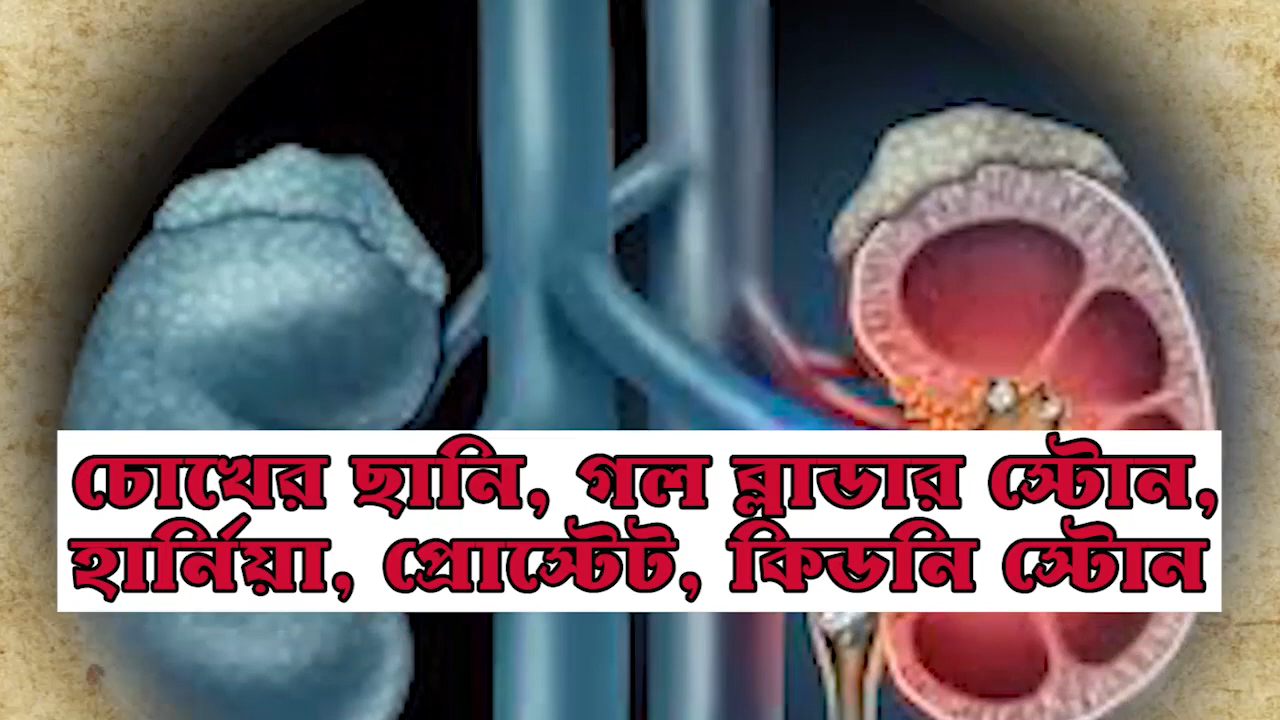 চোখের ছানি, গল ব্লাডার স্টোন,
হার্নিয়া, প্রোস্টেট, কিডনি স্টোন